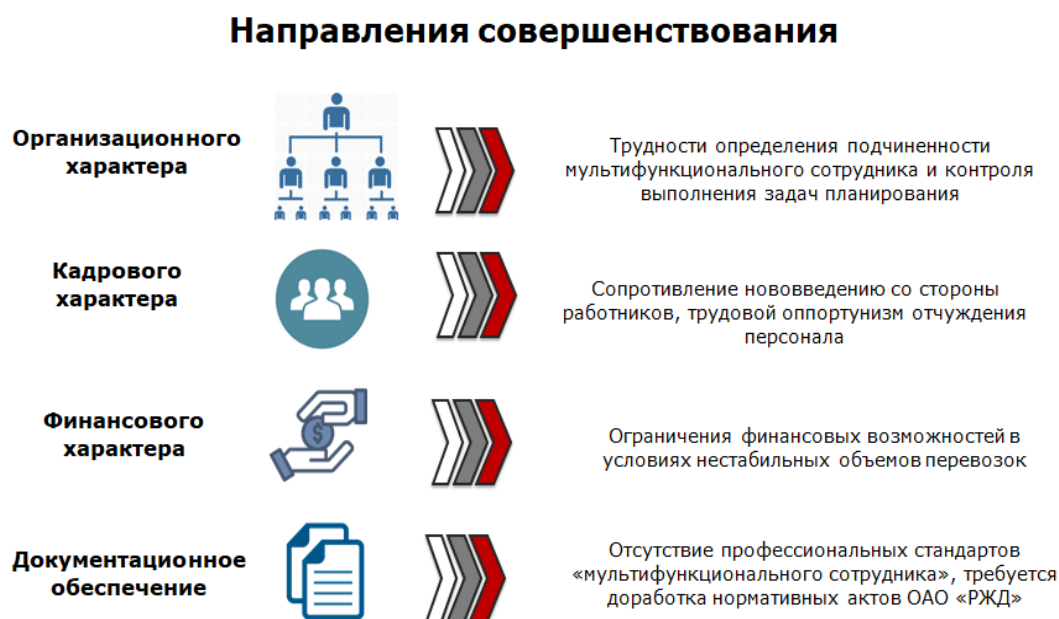 Направления совершенствования
Организационного
характера
Трудности определения подчиненности
мультифункционального сотрудника и контроля
выполнения задач планирования
Кадрового
характера
Сопротивление нововведению со стороны
работников, трудовой оппортунизм отчуждения
персонала
Финансового
характера
Ограничения финансовых возможностей в
условиях нестабильных объемов перевозок
Документационное
обеспечение
Отсутствие профессиональных стандартов
«мультифункционального сотрудника», требуется
доработка нормативных актов ОАО «РЖД»